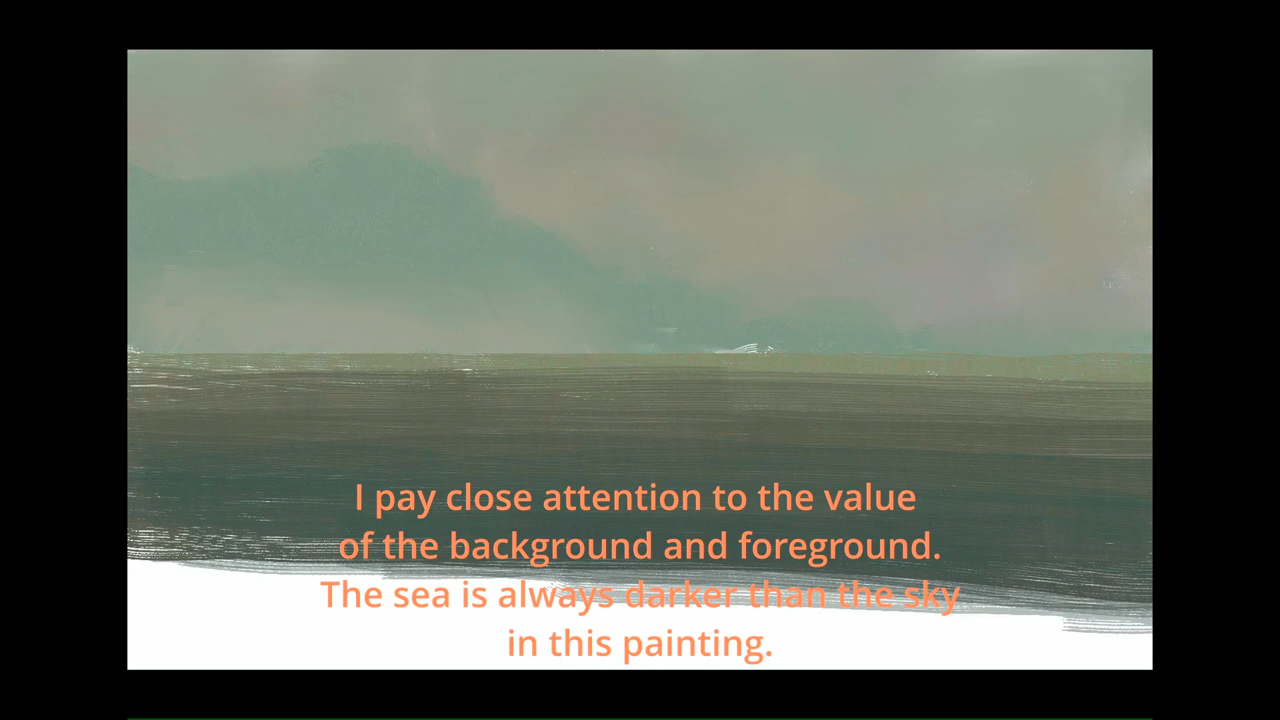 I pay close attention to the value
of the background and foreground.
The sea is always darker than the sky
in this painting.